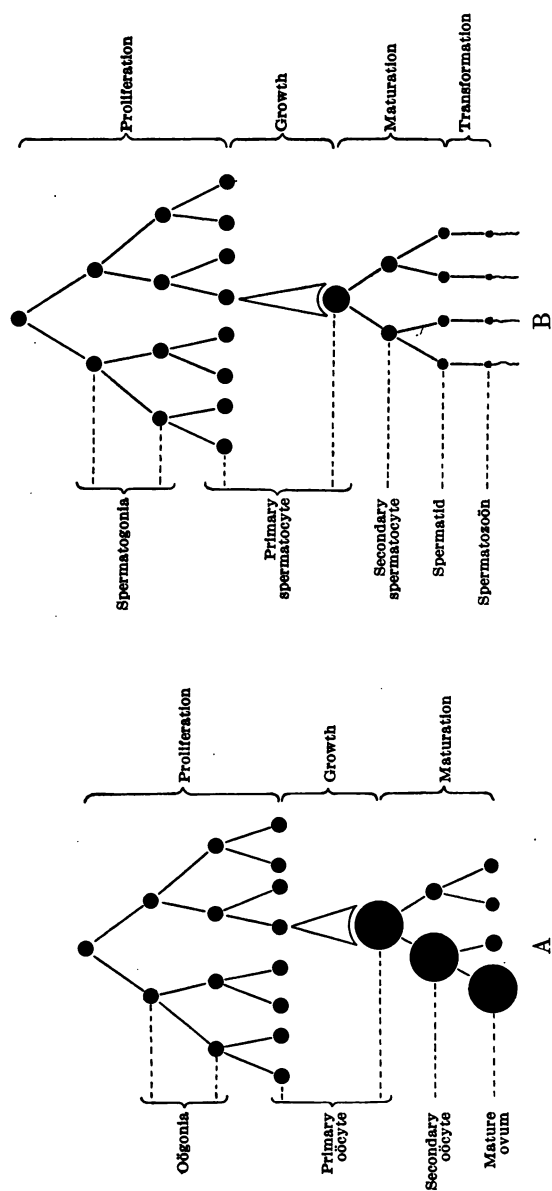 Oögonia
Primary
oöcyte
Secondary
oöcyte
Mature
ovum
Proliferation
Growth
Maturation
A
Spermatogonia
Primary
spermatocyte
Secondary
spermatocyte
Spermatid
Spermatozoön
Proliferation
Growth
Maturation
Transformation
B